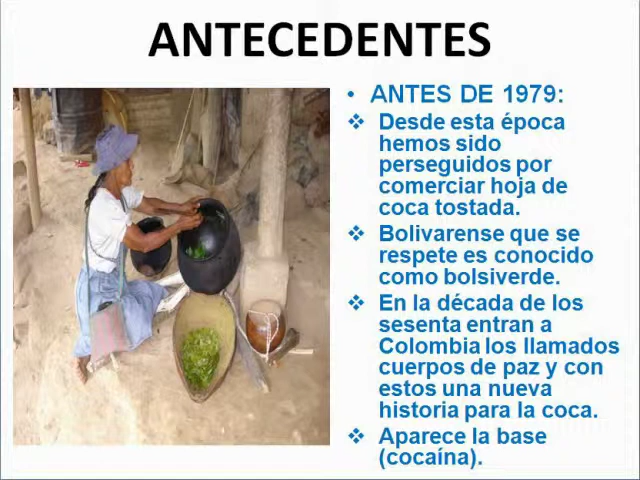 ANTECEDENTES
• ANTES DE 1979:
❖ Desde esta época
hemos sido
perseguidos por
comerciar hoja de
coca tostada.
❖ Bolivarense que se
respete es conocido
como bolsiverde.
❖ En la década de los
sesenta entran a
Colombia los llamados
cuerpos de paz y con
estos una nueva
historia para la coca.
❖ Aparece la base
(cocaína).